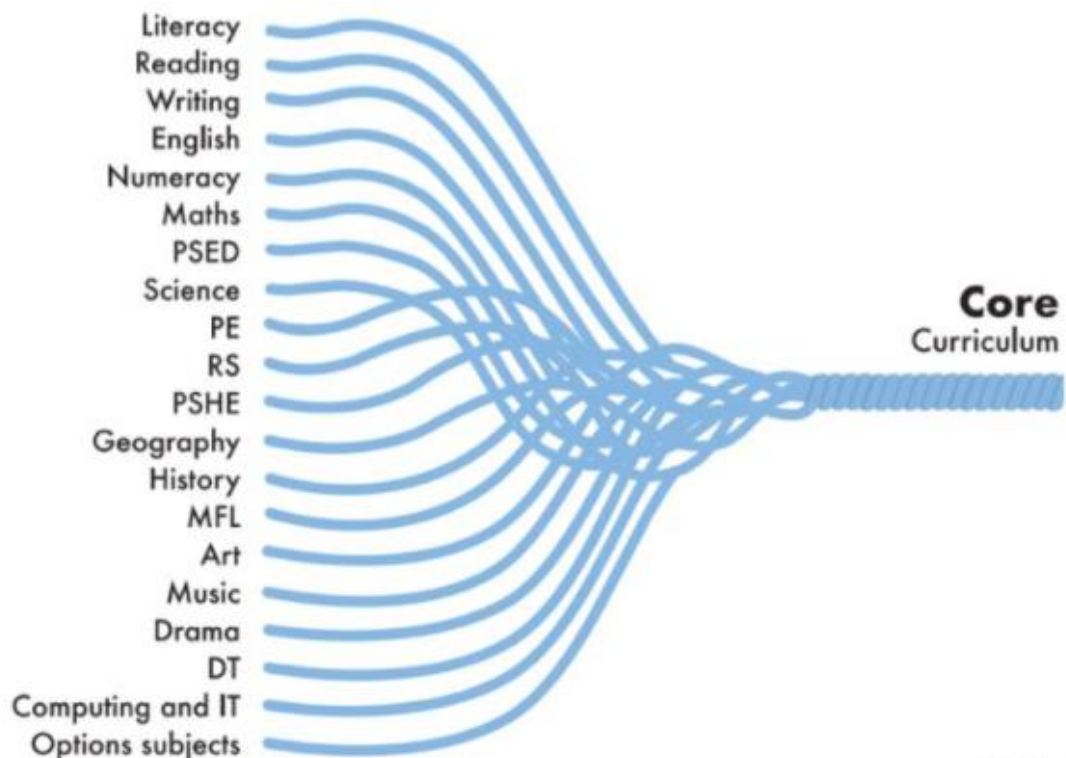 Literacy
Reading
Writing
English
Numeracy
Maths
PSED
Science
PE
RS
PSHE
Geography
History
MFL
Art
Music
Drama
DT
Computing and IT
Options subjects
Core
Curriculum